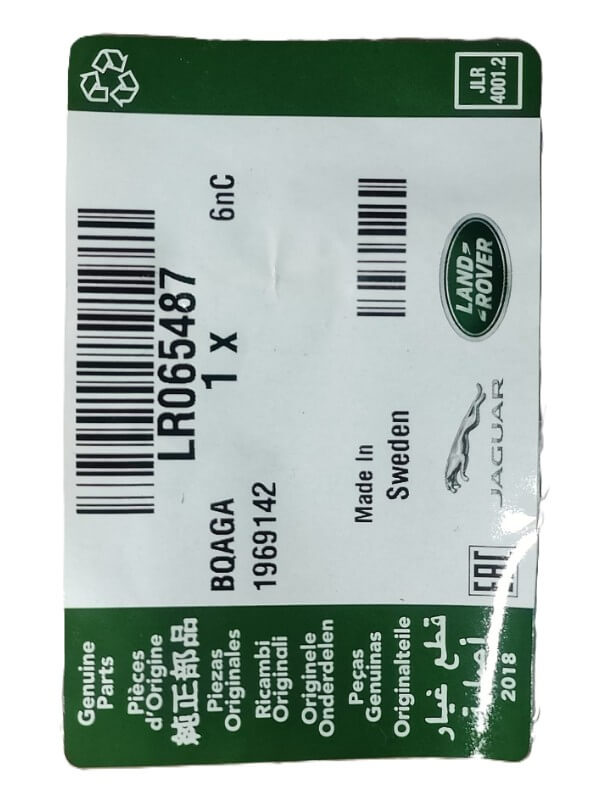 Genuine
Parts
Pièces
d'Origine
純正部品
Piezas
Originales
Ricambi
Originali
Originele
Onderdelen
Peças
Genuinas
Originalteile
قطع غيار
أصلية
2018
LR065487
1 x
6nC
BQAGA
1969142
Made In
Sweden
EAC
JAGUAR
LAND
ROVER
JLR
4001.2